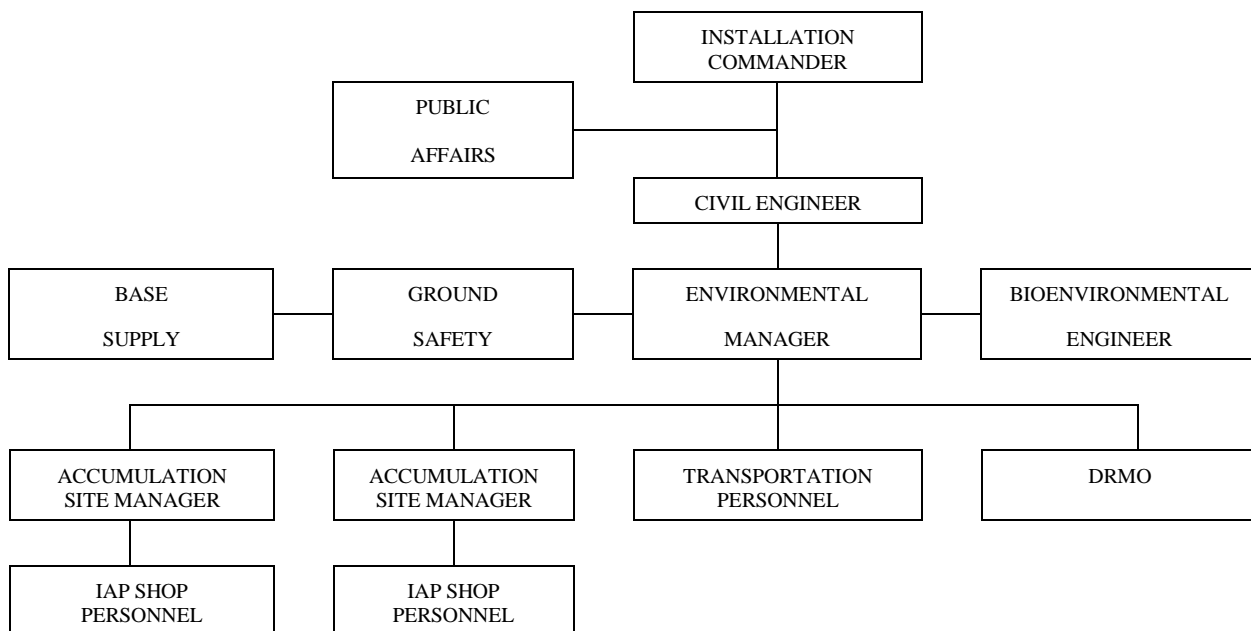 INSTALLATION
COMMANDER
PUBLIC
AFFAIRS
CIVIL ENGINEER
BASE
SUPPLY
GROUND
SAFETY
ENVIRONMENTAL
MANAGER
BIOENVIRONMENTAL
ENGINEER
ACCUMULATION
SITE MANAGER
ACCUMULATION
SITE MANAGER
TRANSPORTATION
PERSONNEL
DRMO
IAP SHOP
PERSONNEL
IAP SHOP
PERSONNEL